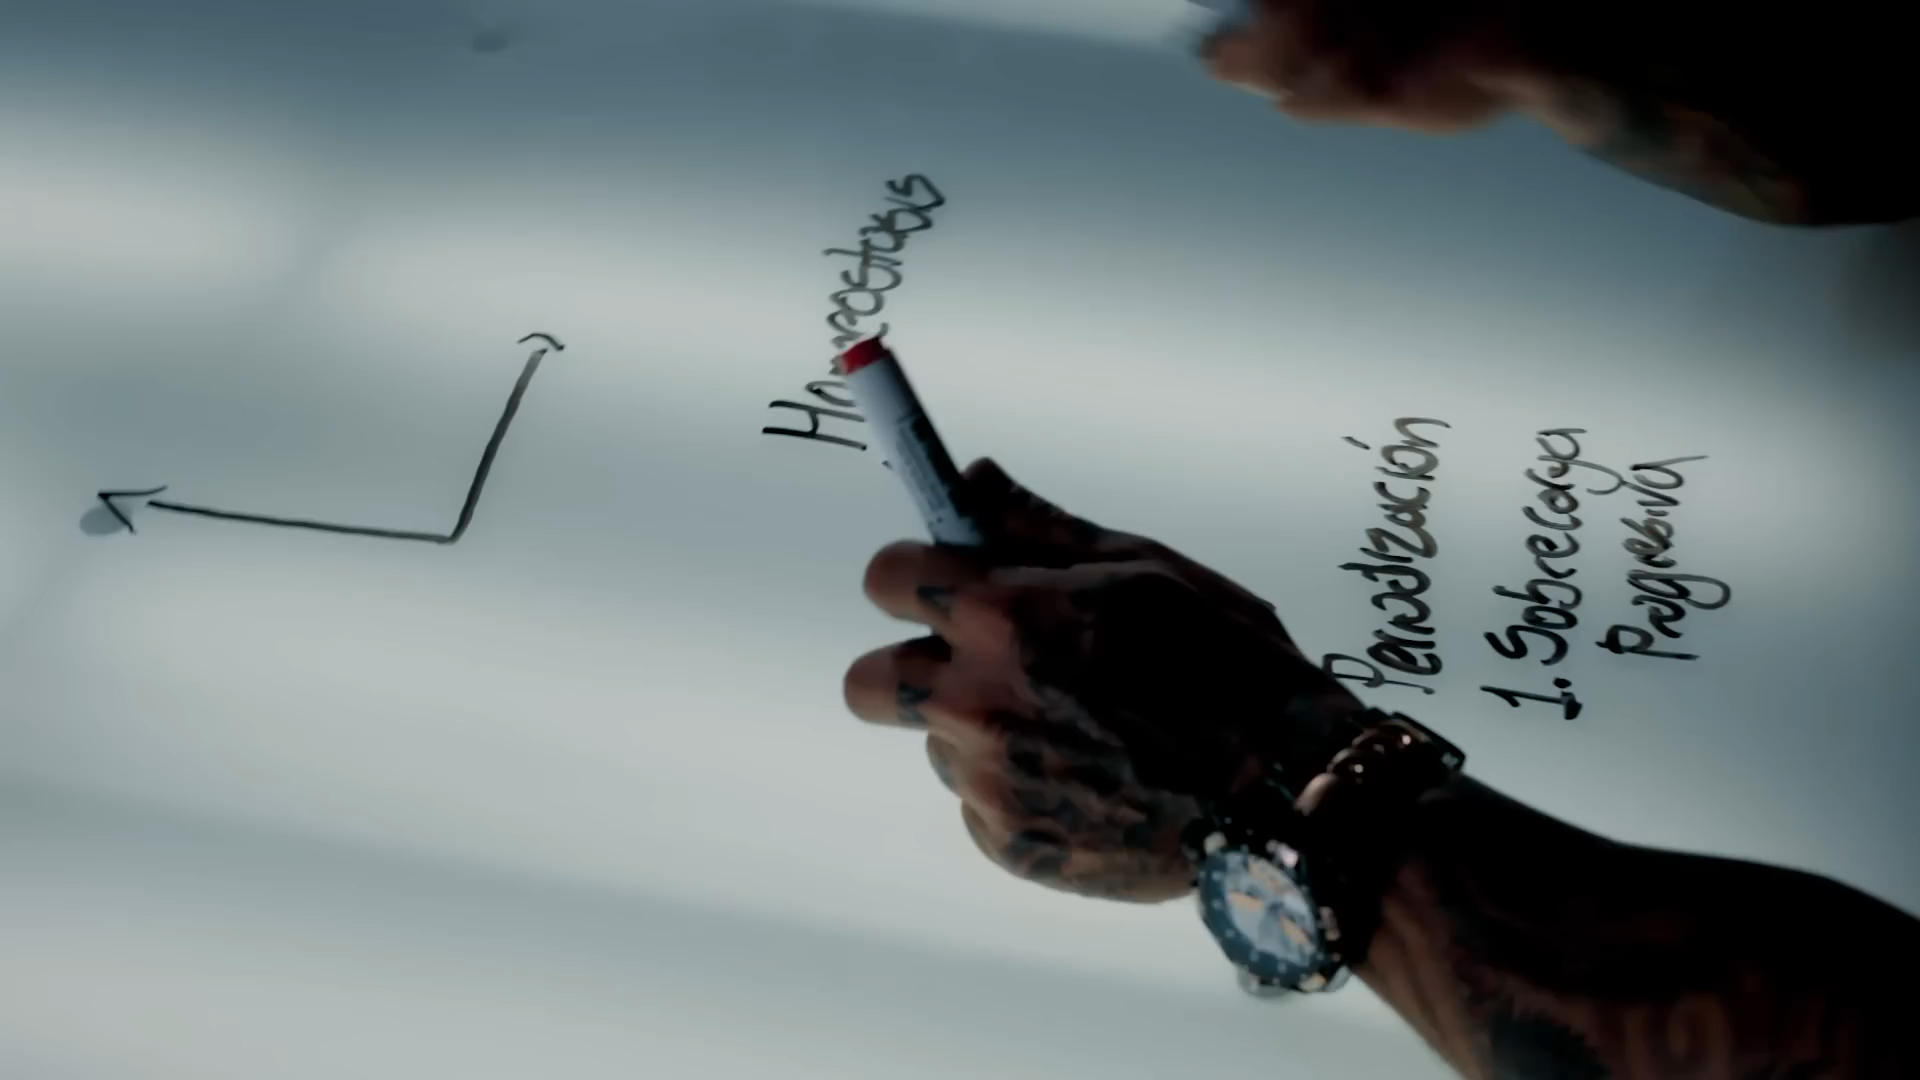 Homeostasis
Periodización
1. Sobrecarga
Progresiva